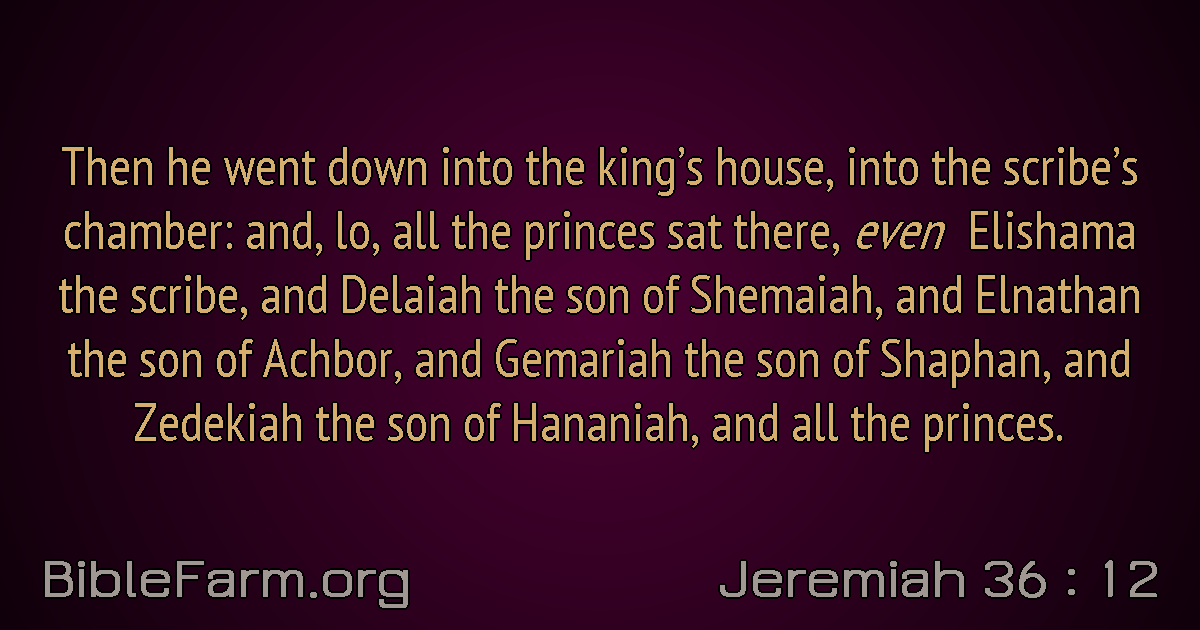 Then he went down into the king’s house, into the scribe’s
chamber: and, lo, all the princes sat there, even Elishama
the scribe, and Delaiah the son of Shemaiah, and Elnathan
the son of Achbor, and Gemariah the son of Shaphan, and
Zedekiah the son of Hananiah, and all the princes.
BibleFarm.org
Jeremiah 36 : 12